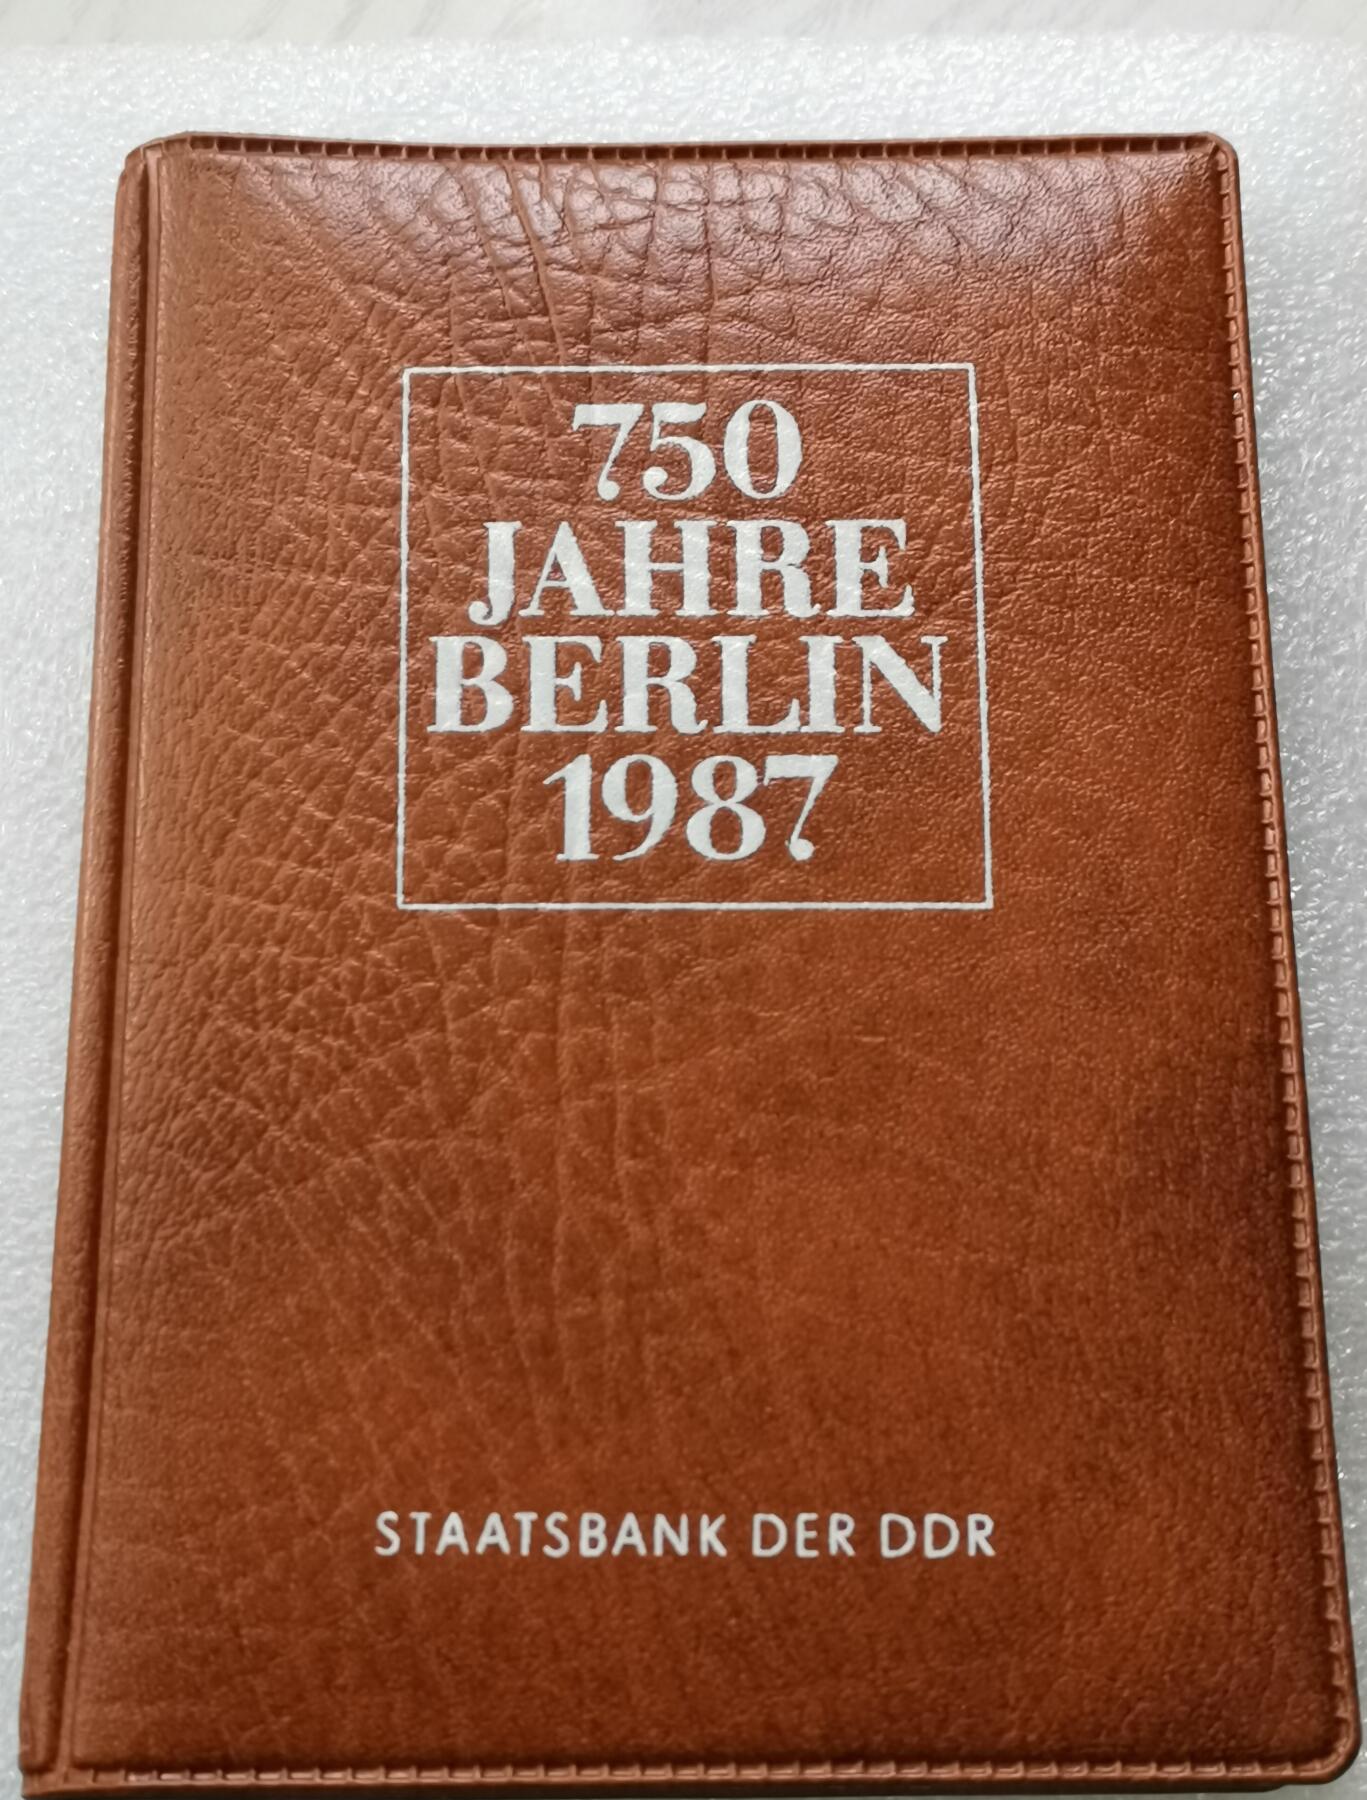 750
JAHRE
BERLIN
1987
STAATSBANK DER DDR